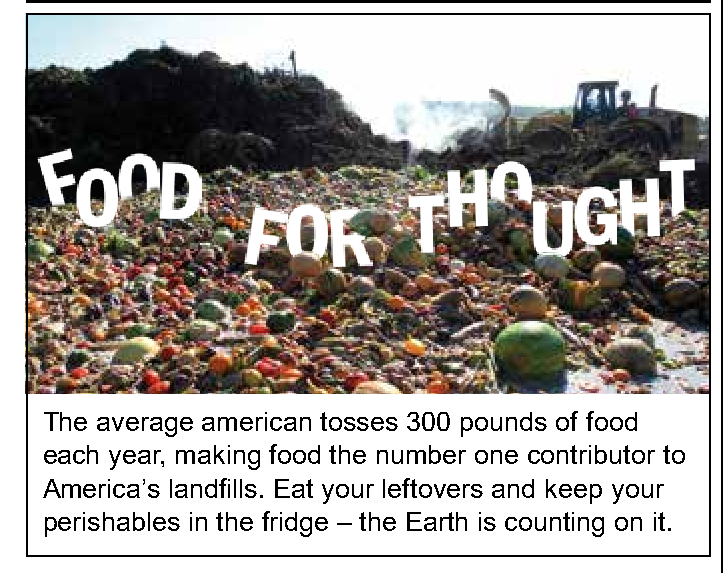 FOOD FOR THOUGHT
The average american tosses 300 pounds of food
each year, making food the number one contributor to
America's landfills. Eat your leftovers and keep your
perishables in the fridge – the Earth is counting on it.